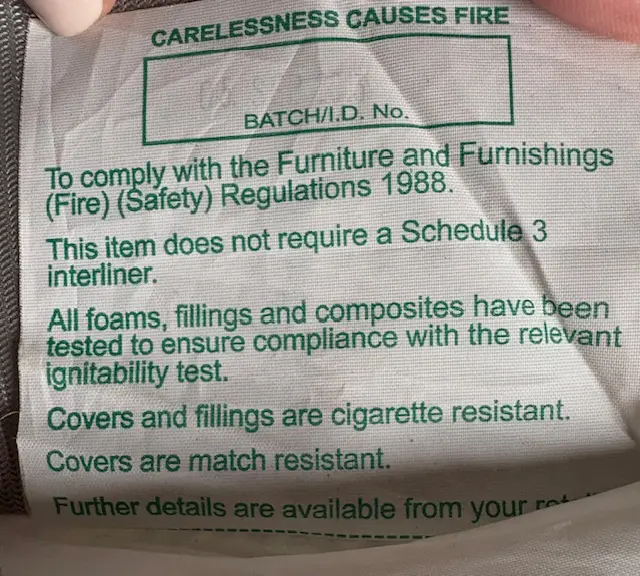 CARELESSNESS CAUSES FIRE
BATCH/I.D. No.
To comply with the Furniture and Furnishings
(Fire) (Safety) Regulations 1988.
This item does not require a Schedule 3
interliner.
All foams, fillings and composites have been
tested to ensure compliance with the relevant
ignitability test.
Covers and fillings are cigarette resistant.
Covers are match resistant.
Further details are available from your